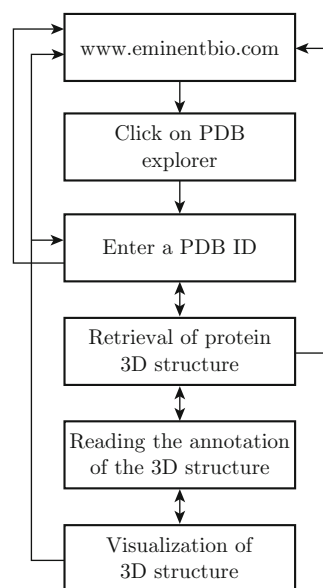 www.eminentbio.com
Click on PDB
explorer
Enter a PDB ID
Retrieval of protein
3D structure
Reading the annotation
of the 3D structure
Visualization of
3D structure